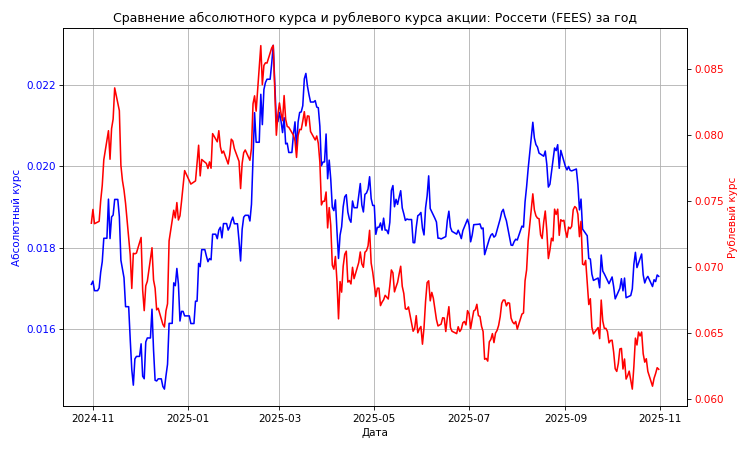 Сравнение абсолютного курса и рублевого курса акции: Россети (FEES) за год
Абсолютный курс
0.022
0.020
0.018
0.016
0.085
0.080
0.075
0.070
0.065
0.060
Рублевый курс
2024-11 2025-01 2025-03 2025-05 2025-07 2025-09 2025-11
Дата